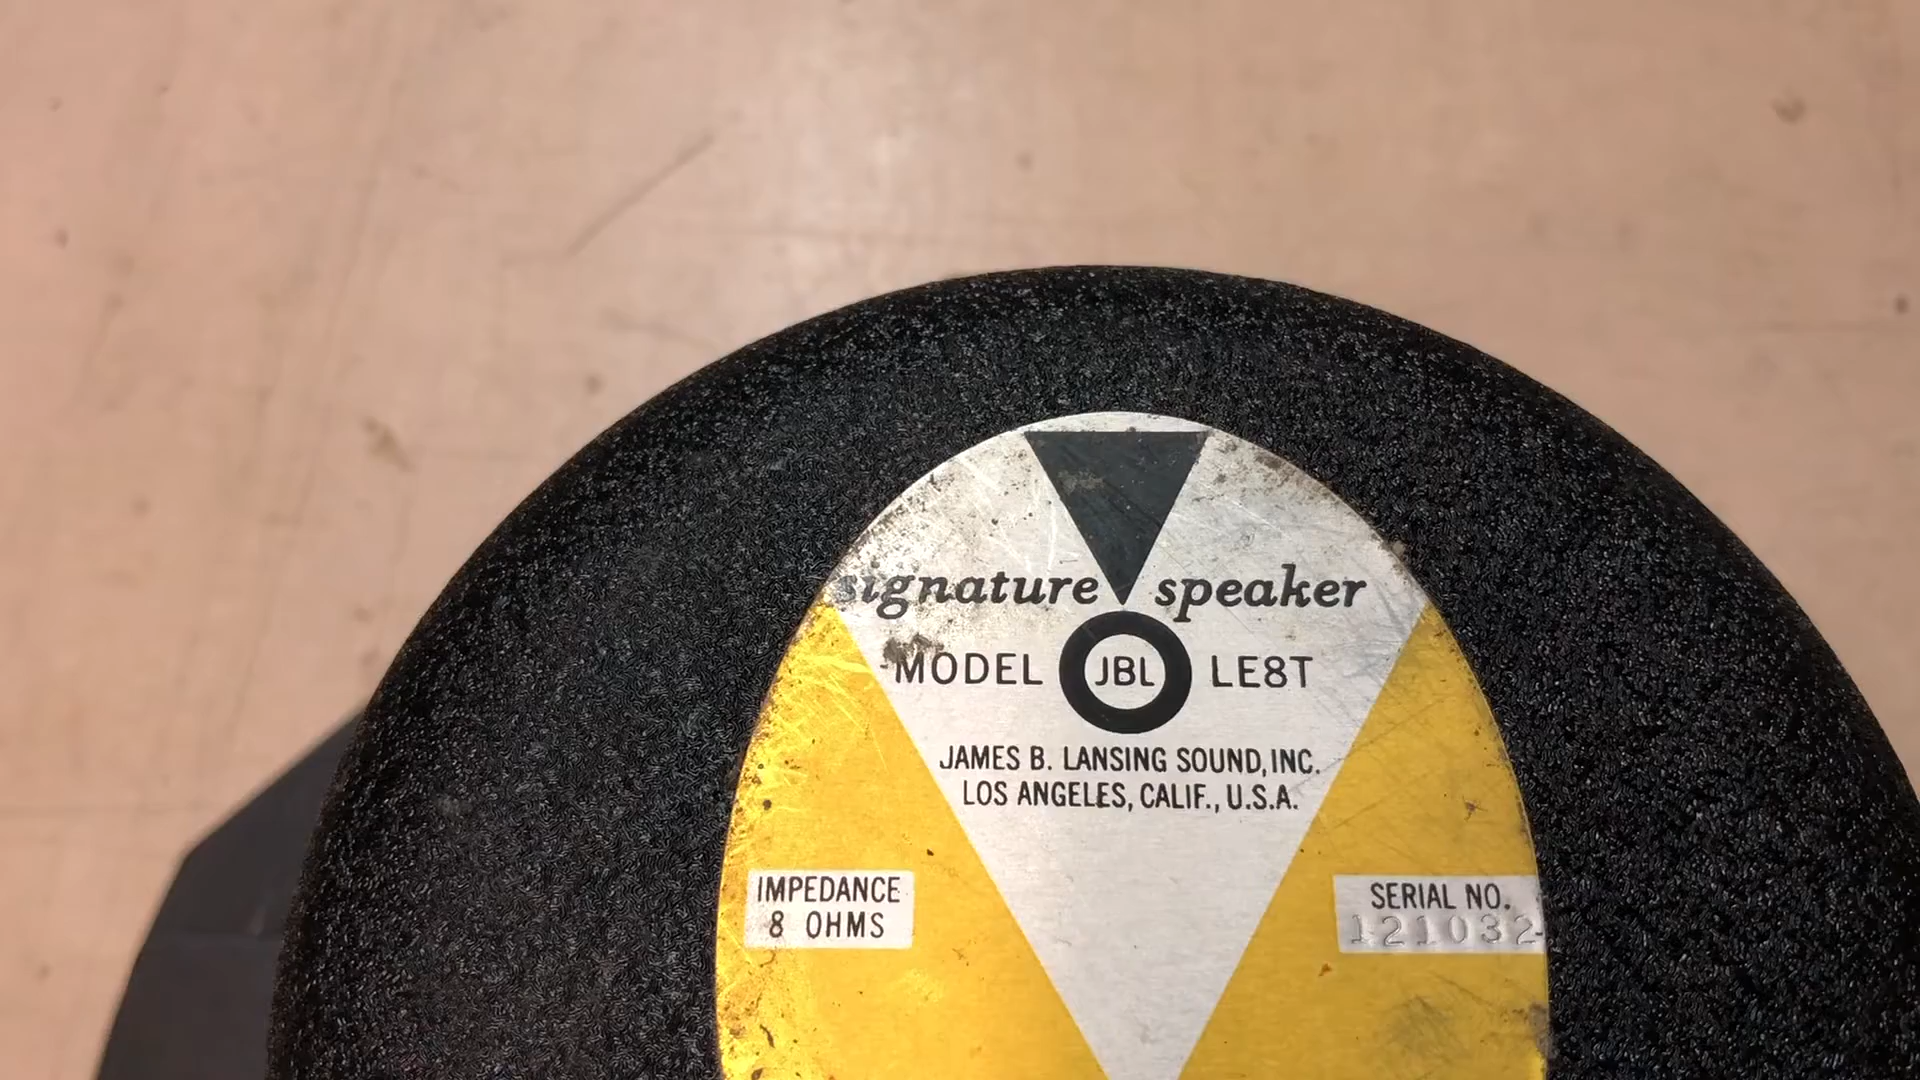 signature speaker
MODEL JBL LE8T
JAMES B. LANSING SOUND, INC.
LOS ANGELES, CALIF., U.S.A.
IMPEDANCE
8 OHMS
SERIAL NO.
121032